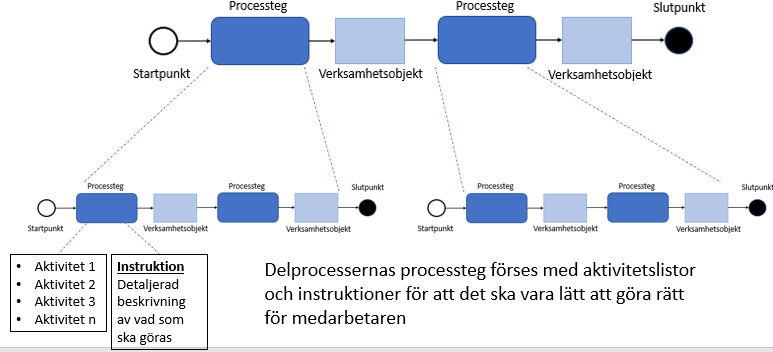 Processteg
Processteg
Slutpunkt
Startpunkt
Verksamhetsobjekt
Verksamhetsobjekt
Processteg
Processteg
Slutpunkt
Startpunkt
Verksamhetsobjekt
Verksamhetsobjekt
Processteg
Processteg
Slutpunkt
Startpunkt
Verksamhetsobjekt
Verksamhetsobjekt
• Aktivitet 1
• Aktivitet 2
• Aktivitet 3
• Aktivitet n
Instruktion
Detaljerad
beskrivning
av vad som
ska göras
Delprocessernas processteg förses med aktivitetslistor
och instruktioner för att det ska vara lätt att göra rätt
för medarbetaren